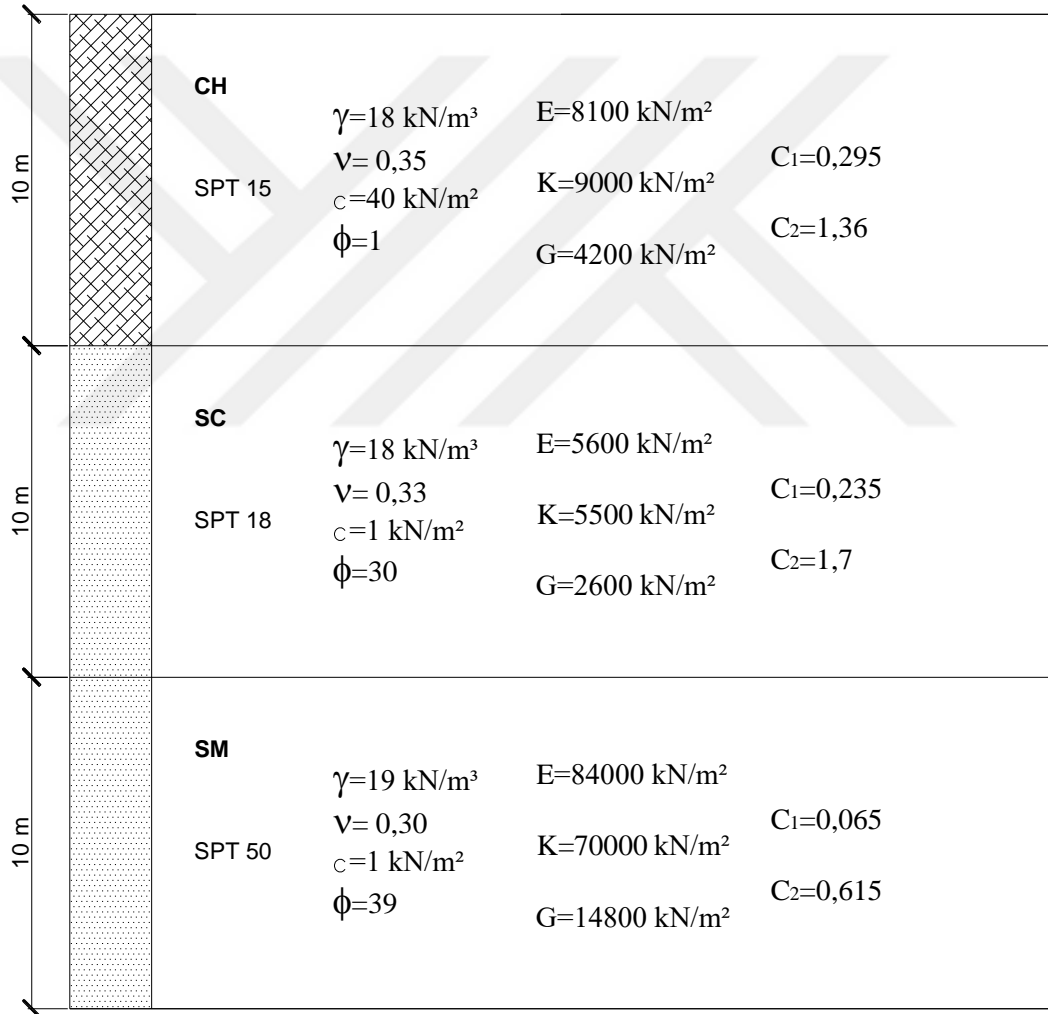 10 m
CH
SPT 15
γ=18 kN/m³
ν= 0,35
c=40 kN/m²
ϕ=1
E=8100 kN/m²
K=9000 kN/m²
G=4200 kN/m²
C₁=0,295
C₂=1,36
10 m
SC
SPT 18
γ=18 kN/m³
ν= 0,33
c=1 kN/m²
ϕ=30
E=5600 kN/m²
K=5500 kN/m²
G=2600 kN/m²
C₁=0,235
C₂=1,7
10 m
SM
SPT 50
γ=19 kN/m³
ν= 0,30
c=1 kN/m²
ϕ=39
E=84000 kN/m²
K=70000 kN/m²
G=14800 kN/m²
C₁=0,065
C₂=0,615